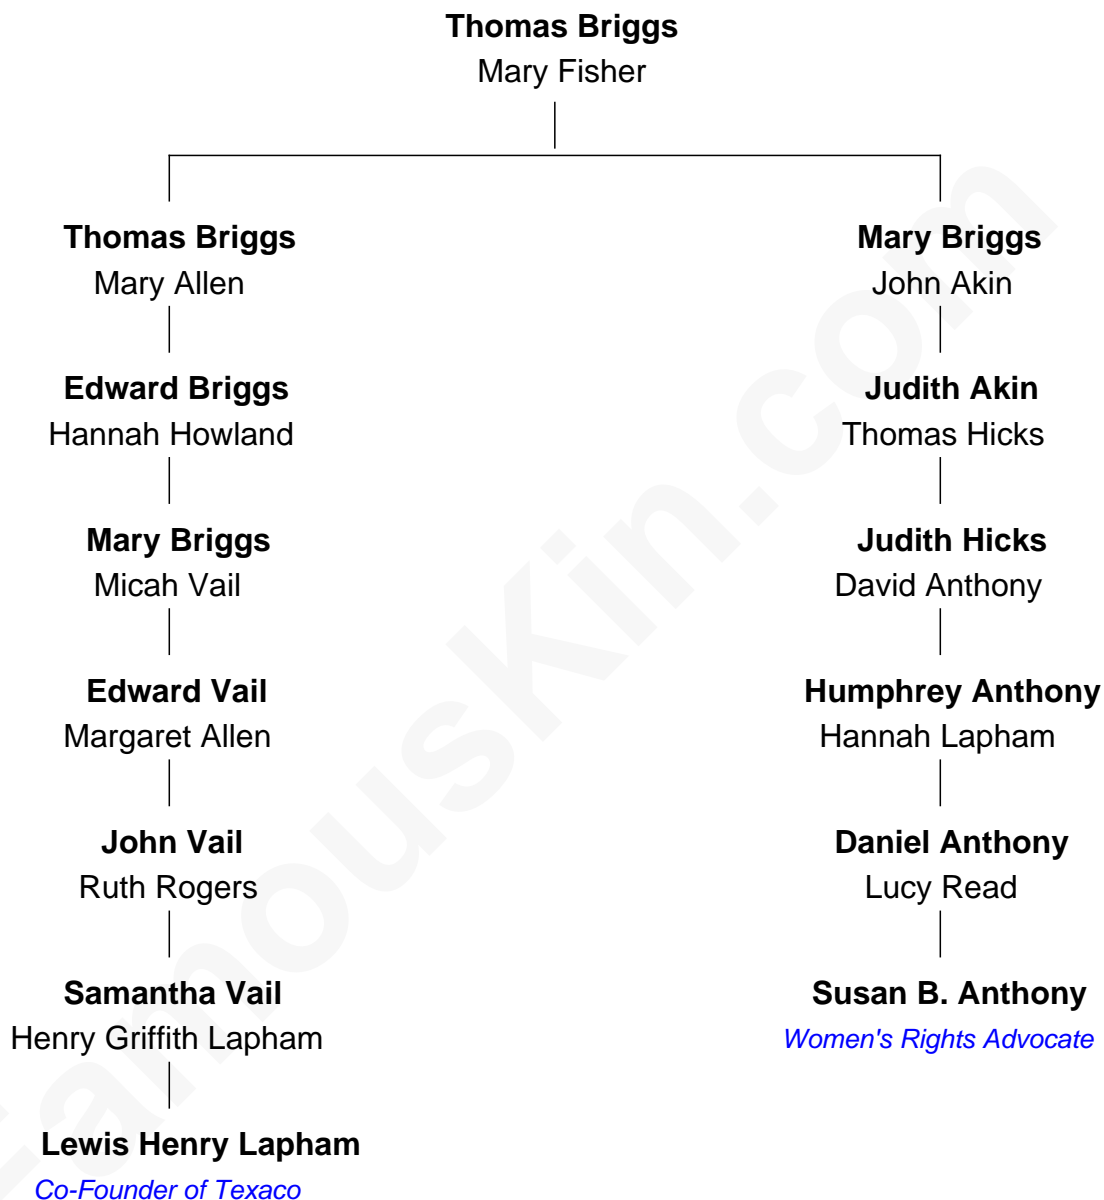 Thomas Briggs
Mary Fisher
Thomas Briggs
Mary Allen
Edward Briggs
Hannah Howland
Mary Briggs
Micah Vail
Edward Vail
Margaret Allen
John Vail
Ruth Rogers
Samantha Vail
Henry Griffith Lapham
Lewis Henry Lapham
Co-Founder of Texaco
Mary Briggs
John Akin
Judith Akin
Thomas Hicks
Judith Hicks
David Anthony
Humphrey Anthony
Hannah Lapham
Daniel Anthony
Lucy Read
Susan B. Anthony
Women's Rights Advocate
FamousKin.com